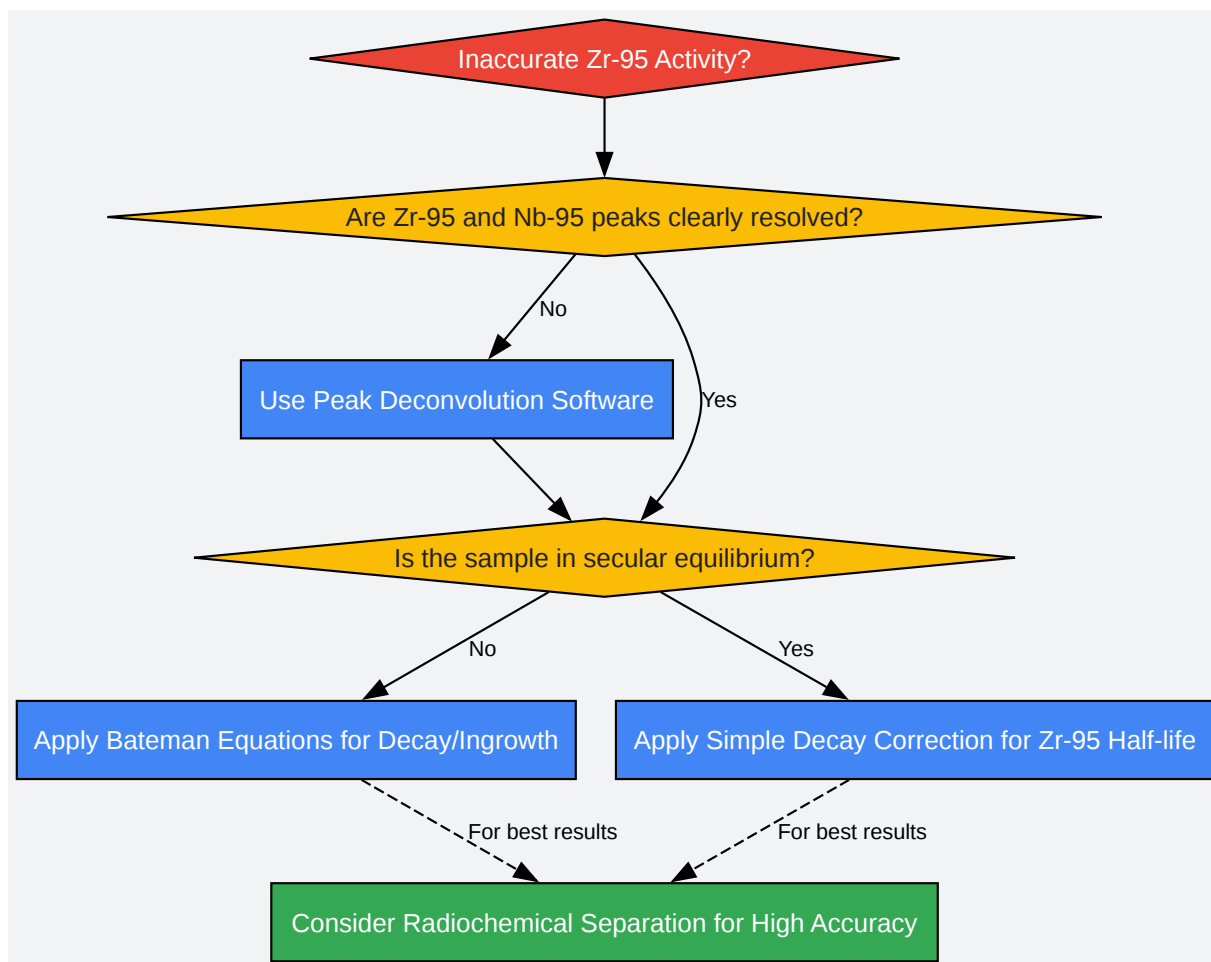 Inaccurate Zr-95 Activity?
Are Zr-95 and Nb-95 peaks clearly resolved?
No
Use Peak Deconvolution Software
Yes
Is the sample in secular equilibrium?
No
Yes
Apply Bateman Equations for Decay/Ingrowth
Apply Simple Decay Correction for Zr-95 Half-life
For best results
For best results
Consider Radiochemical Separation for High Accuracy